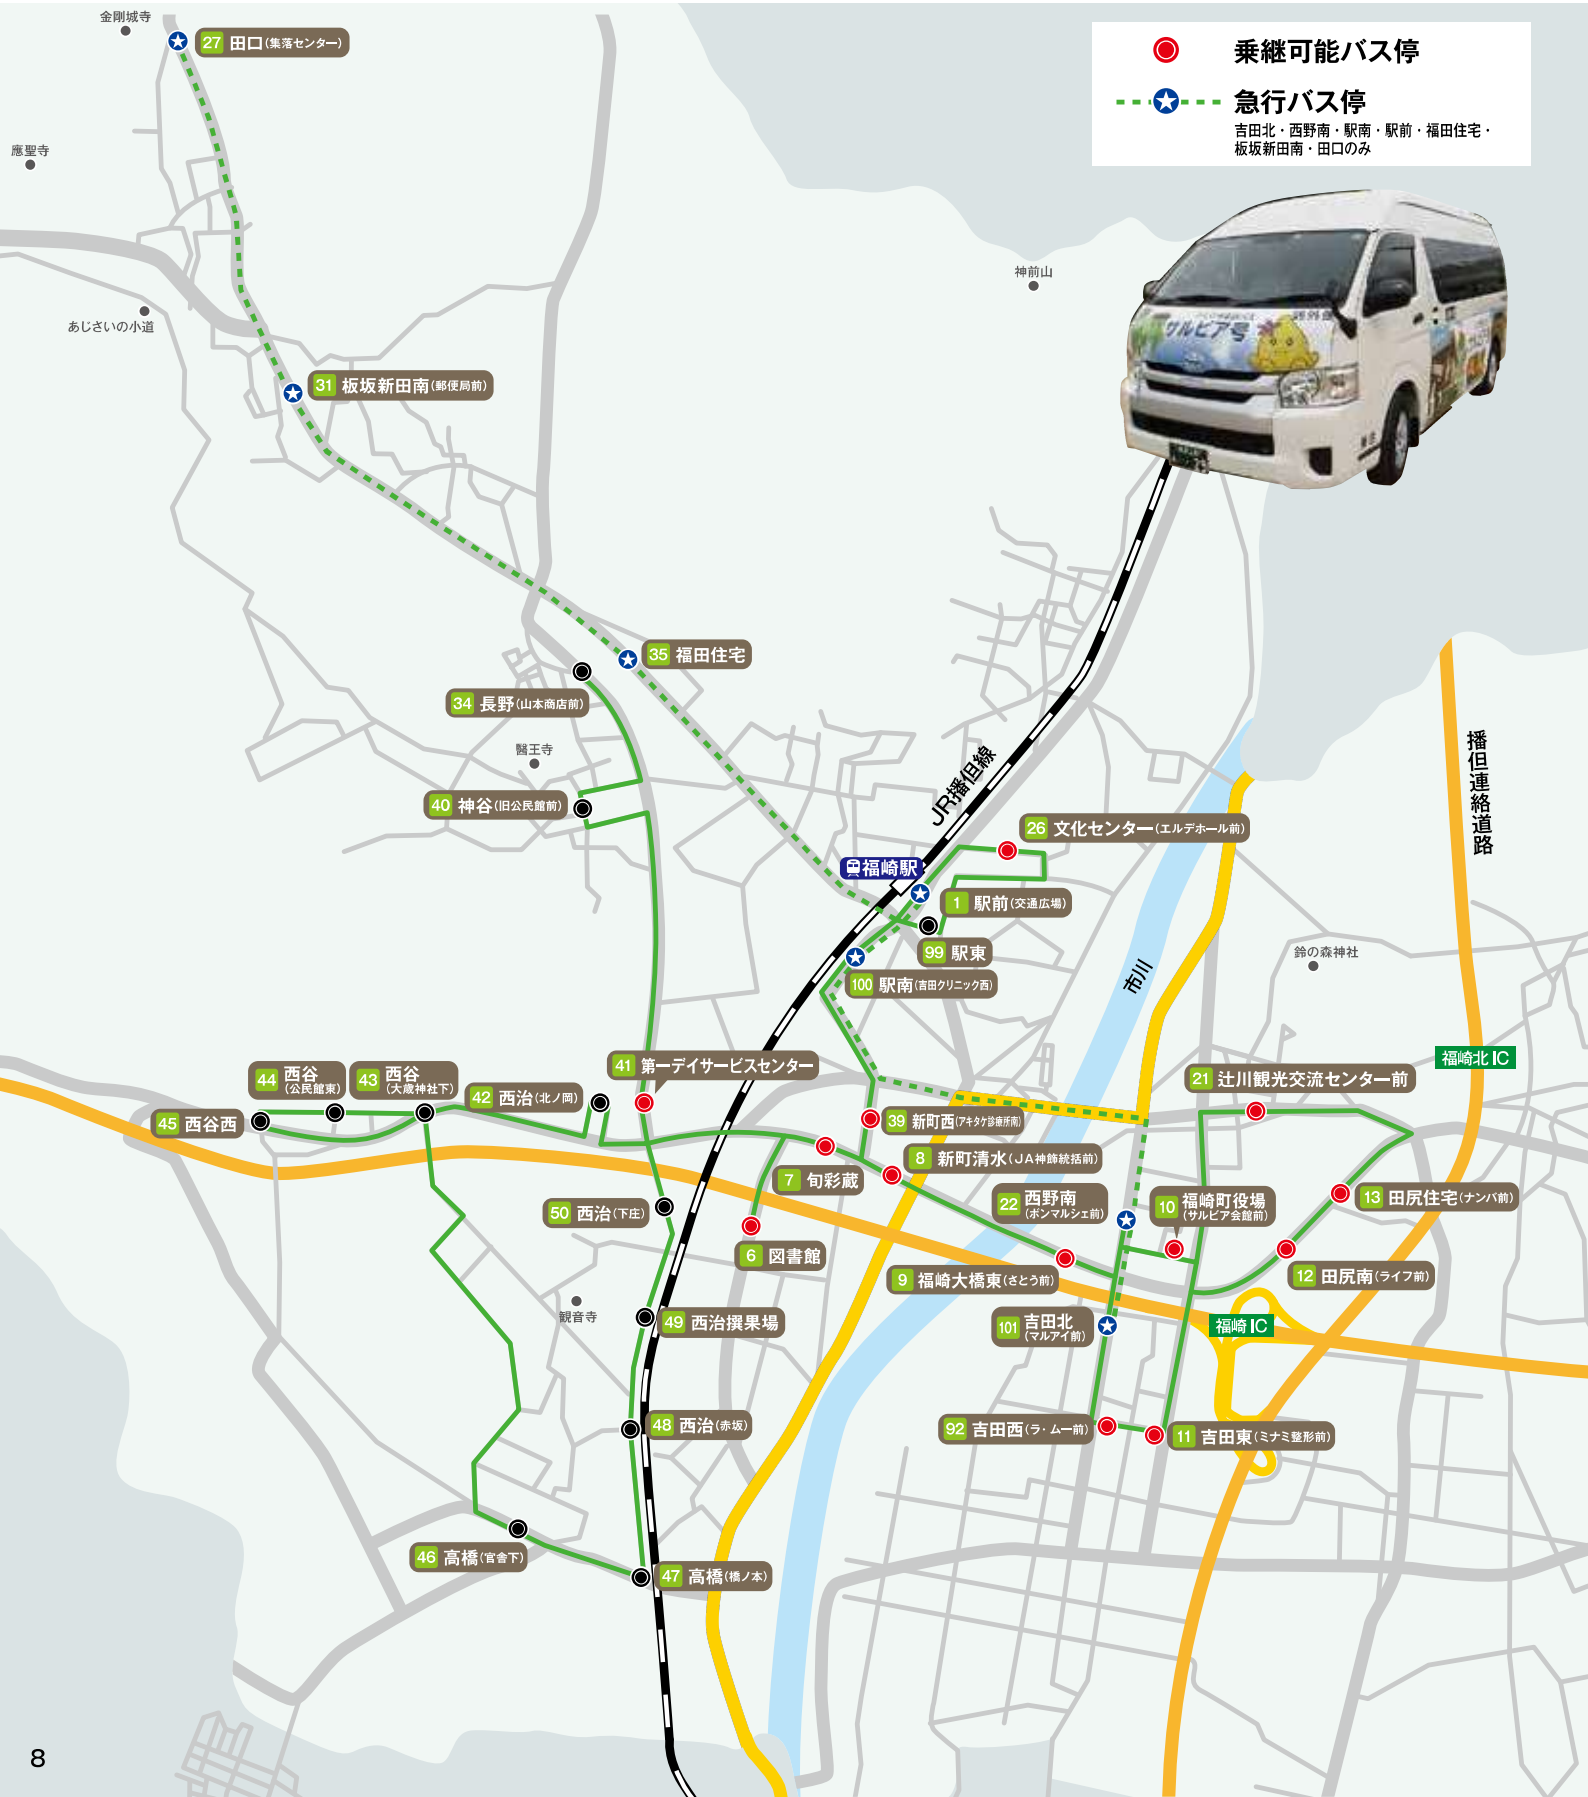 金剛城寺
27 田口(集落センター)
乗継可能バス停
急行バス停
吉田北・西野南・駅南・駅前・福田住宅・
板坂新田南・田口のみ
應聖寺
神前山
あじさいの小道
サルビア号
31 板坂新田南(郵便局前)
35 福田住宅
34 長野(山本商店前)
醫王寺
JR播但線
播但連絡道路
40 神谷(旧公民館前)
26 文化センター(エルデホール前)
福崎駅
1 駅前(交通広場)
99 駅東
100 駅南(吉田クリニック西)
市川
鈴の森神社
福崎北IC
41 第一デイサービスセンター
44 西谷
(公民館東)
43 西谷
(大歳神社下)
42 西治(北ノ岡)
21 辻川観光交流センター前
45 西谷西
39 新町西(アキタケ診療所南)
8 新町清水(JA神飾統括前)
7 旬彩蔵
22 西野南
(ボンマルシェ前)
10 福崎町役場
(サルビア会館前)
13 田尻住宅(ナンバ前)
50 西治(下庄)
6 図書館
9 福崎大橋東(さとう前)
12 田尻南(ライフ前)
観音寺
49 西治撰果場
101 吉田北
(マルアイ前)
福崎IC
48 西治(赤坂)
92 吉田西(ラ・ムー前)
11 吉田東(ミナミ整形前)
46 高橋(官舎下)
47 高橋(橋ノ本)
8